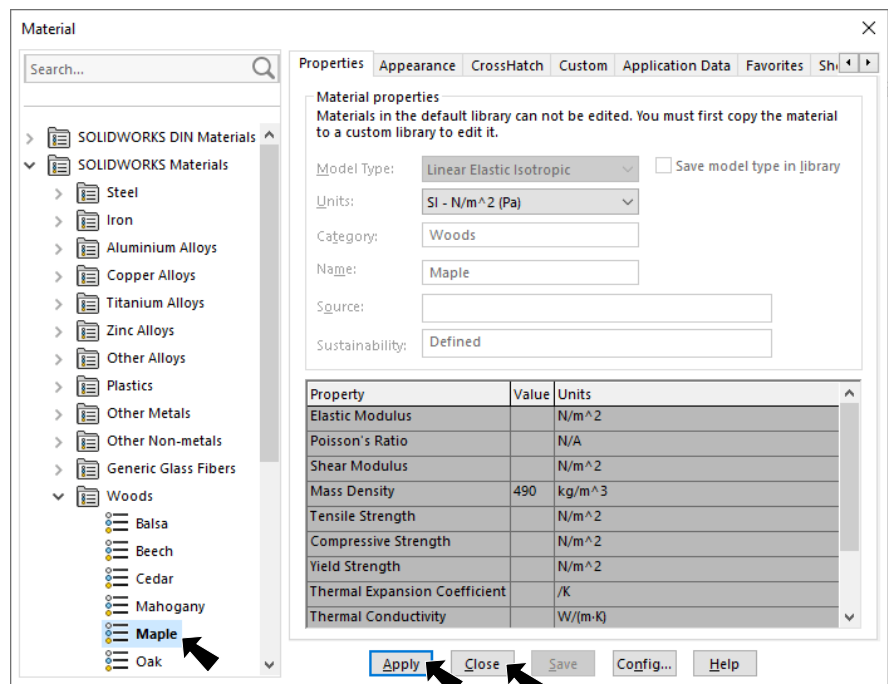 Material
Search...
SOLIDWORKS DIN Materials
SOLIDWORKS Materials
Steel
Iron
Aluminium Alloys
Copper Alloys
Titanium Alloys
Zinc Alloys
Other Alloys
Plastics
Other Metals
Other Non-metals
Generic Glass Fibers
Woods
Balsa
Beech
Cedar
Mahogany
Maple
Oak
Properties Appearance CrossHatch Custom Application Data Favorites
Material properties
Materials in the default library can not be edited. You must first copy the material
to a custom library to edit it.
Model Type: Linear Elastic Isotropic Save model type in library
Units: SI - N/m^2 (Pa)
Category: Woods
Name: Maple
Source:
Sustainability: Defined
Property Value Units
Elastic Modulus N/m^2
Poisson's Ratio N/A
Shear Modulus N/m^2
Mass Density 490 kg/m^3
Tensile Strength N/m^2
Compressive Strength N/m^2
Yield Strength N/m^2
Thermal Expansion Coefficient /K
Thermal Conductivity W/(m·K)
Apply Close Save Config... Help